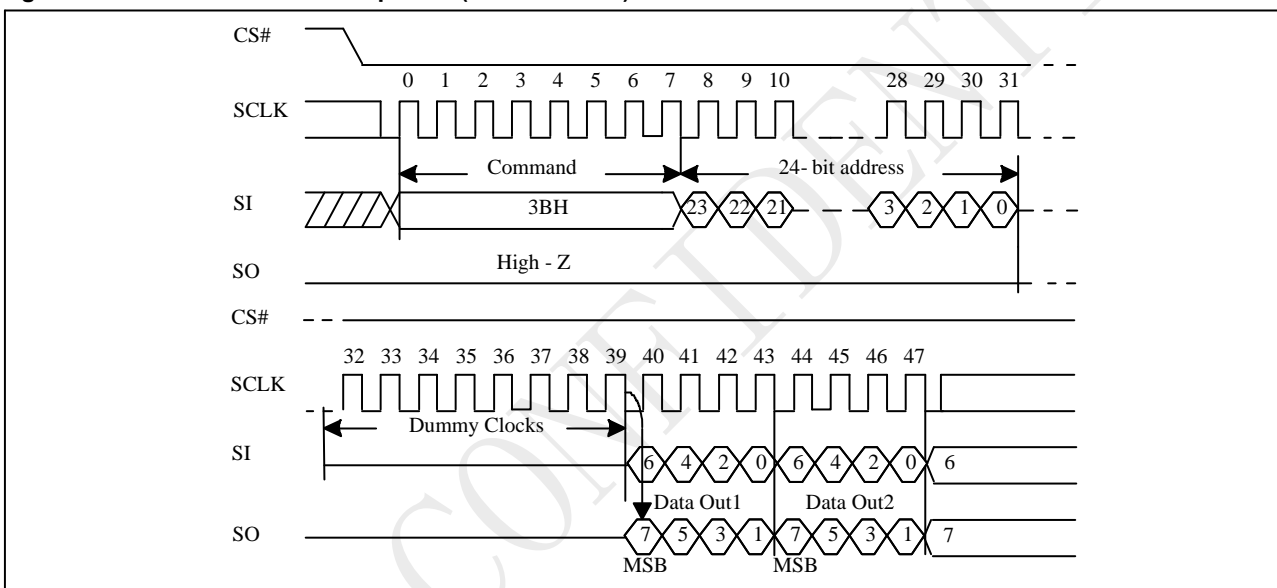 CS#
0 1 2 3 4 5 6 7 8 9 10 28 29 30 31
SCLK
Command 24- bit address
SI 3BH 23 22 21 3 2 1 0
High - Z
SO
CS#
32 33 34 35 36 37 38 39 40 41 42 43 44 45 46 47
SCLK
Dummy Clocks
SI 6 4 2 0 6 4 2 0 6
Data Out1 Data Out2
SO 7 5 3 1 7 5 3 1 7
MSB MSB
CONFIDENT